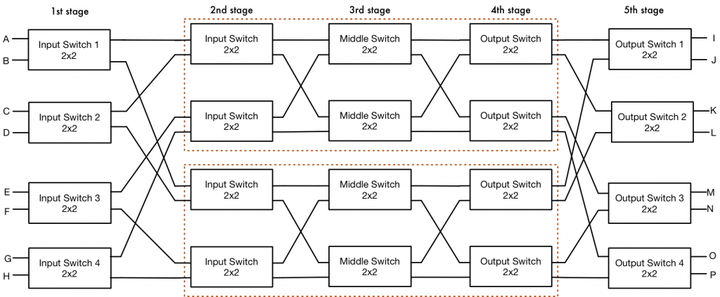 1st stage 2nd stage 3rd stage 4th stage 5th stage
A
B
Input Switch 1
2x2
Input Switch
2x2
Middle Switch
2x2
Output Switch
2x2
Output Switch 1
2x2
I
J
C
D
Input Switch 2
2x2
Input Switch
2x2
Middle Switch
2x2
Output Switch
2x2
Output Switch 2
2x2
K
L
E
F
Input Switch 3
2x2
Input Switch
2x2
Middle Switch
2x2
Output Switch
2x2
Output Switch 3
2x2
M
N
G
H
Input Switch 4
2x2
Input Switch
2x2
Middle Switch
2x2
Output Switch
2x2
Output Switch 4
2x2
O
P